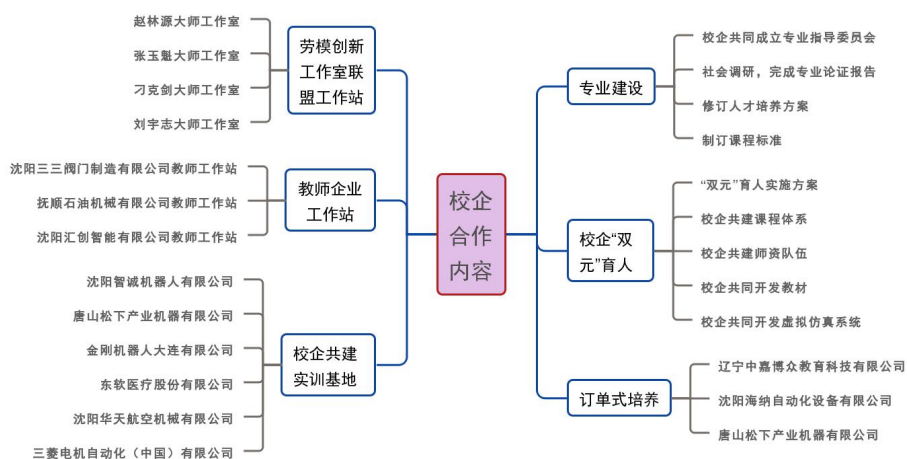 赵林源大师工作室
张玉魁大师工作室
刁克剑大师工作室
刘宇志大师工作室
劳模创新
工作室联
盟工作站
沈阳三三阀门制造有限公司教师工作站
抚顺石油机械有限公司教师工作站
沈阳汇创智能有限公司教师工作站
教师企业
工作站
沈阳智诚机器人有限公司
唐山松下产业机器有限公司
金刚机器人大连有限公司
东软医疗股份有限公司
沈阳华天航空机械有限公司
三菱电机自动化（中国）有限公司
校企共建
实训基地
校企
合作
内容
专业建设
校企共同成立专业指导委员会
社会调研，完成专业论证报告
修订人才培养方案
制订课程标准
校企“双
元”育人
“双元”育人实施方案
校企共建课程体系
校企共建师资队伍
校企共同开发教材
校企共同开发虚拟仿真系统
订单式培养
辽宁中嘉博众教育科技有限公司
沈阳海纳自动化设备有限公司
唐山松下产业机器有限公司